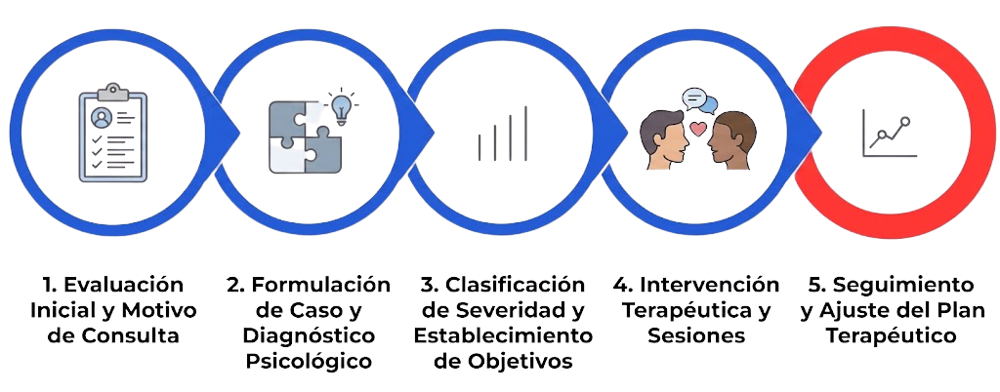 1. Evaluación
Inicial y Motivo
de Consulta
2. Formulación
de Caso y
Diagnóstico
Psicológico
3. Clasificación
de Severidad y
Establecimiento
de Objetivos
4. Intervención
Terapéutica y
Sesiones
5. Seguimiento
y Ajuste del Plan
Terapéutico